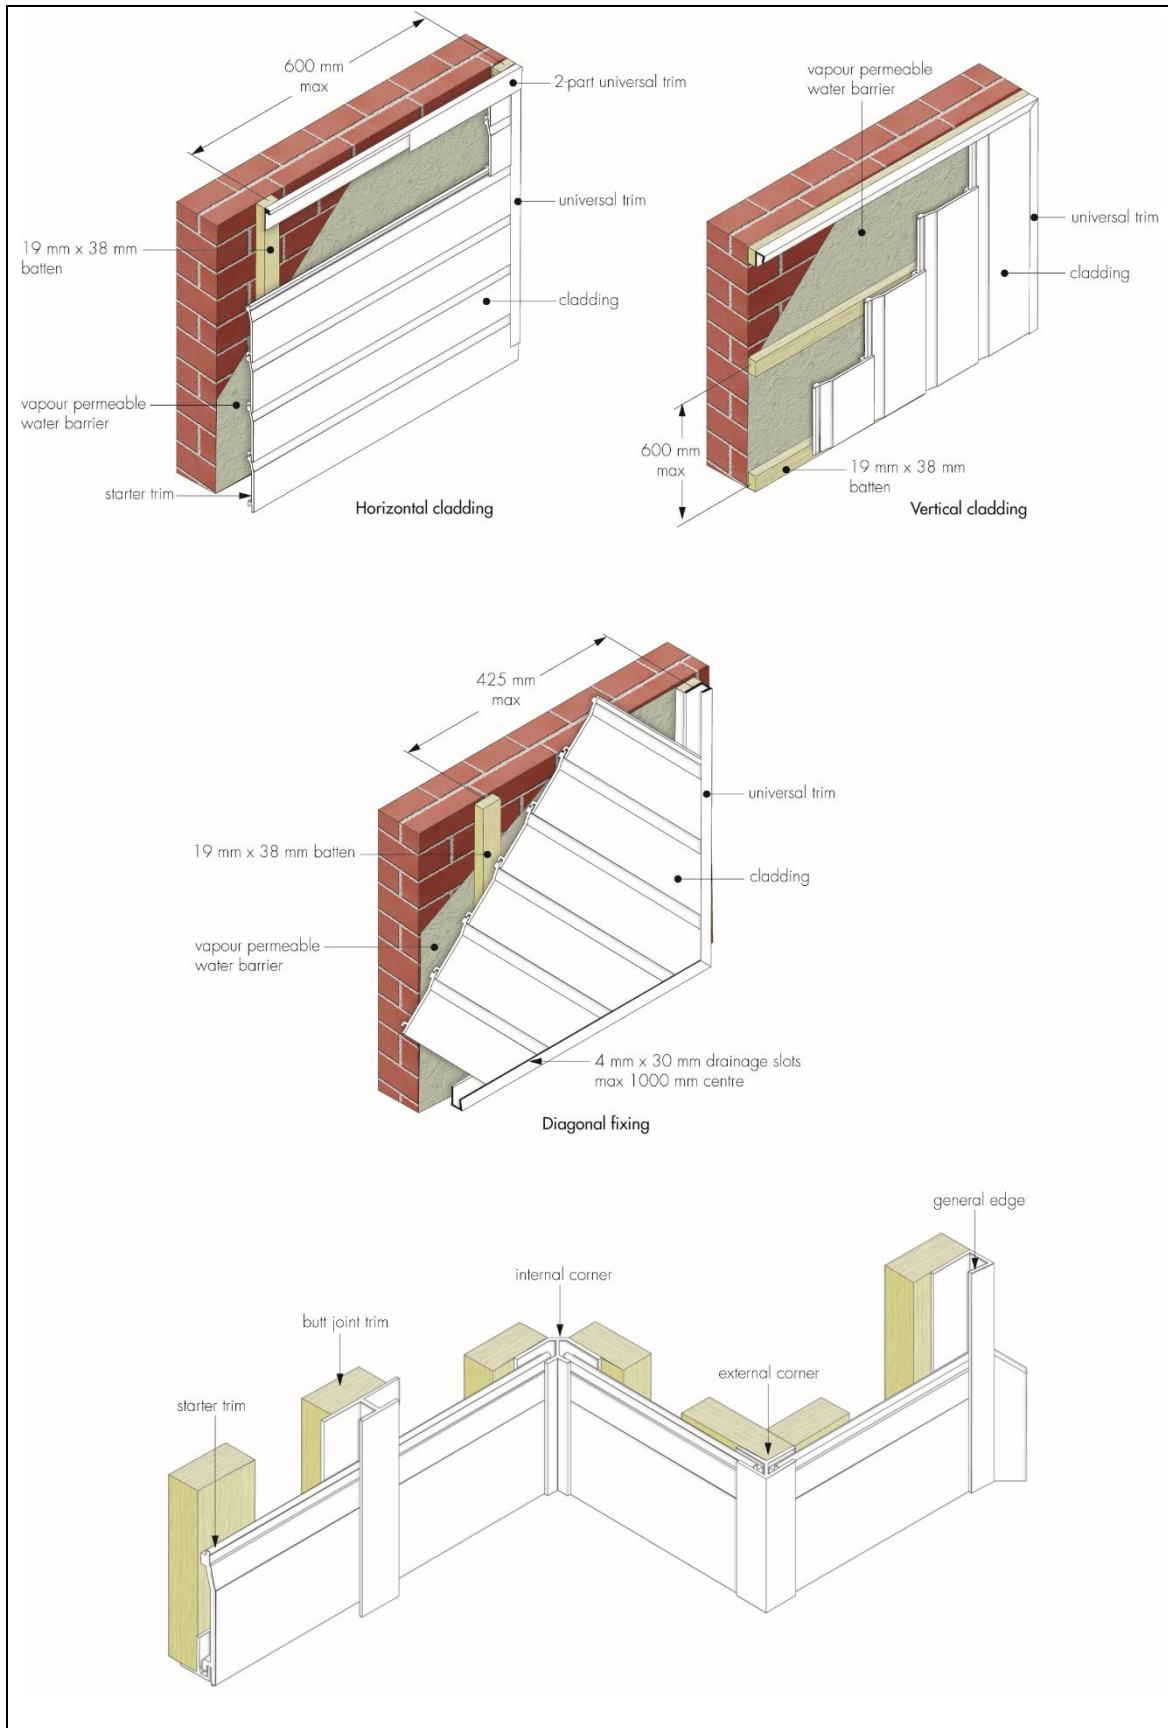 600 mm
max
2-part universal trim
universal trim
19 mm x 38 mm
batten
cladding
vapour permeable
water barrier
starter trim
Horizontal cladding
vapour permeable
water barrier
universal trim
cladding
600 mm
max
19 mm x 38 mm
batten
Vertical cladding
425 mm
max
universal trim
19 mm x 38 mm batten
cladding
vapour permeable
water barrier
4 mm x 30 mm drainage slots
max 1000 mm centre
Diagonal fixing
general edge
internal corner
butt joint trim
external corner
starter trim